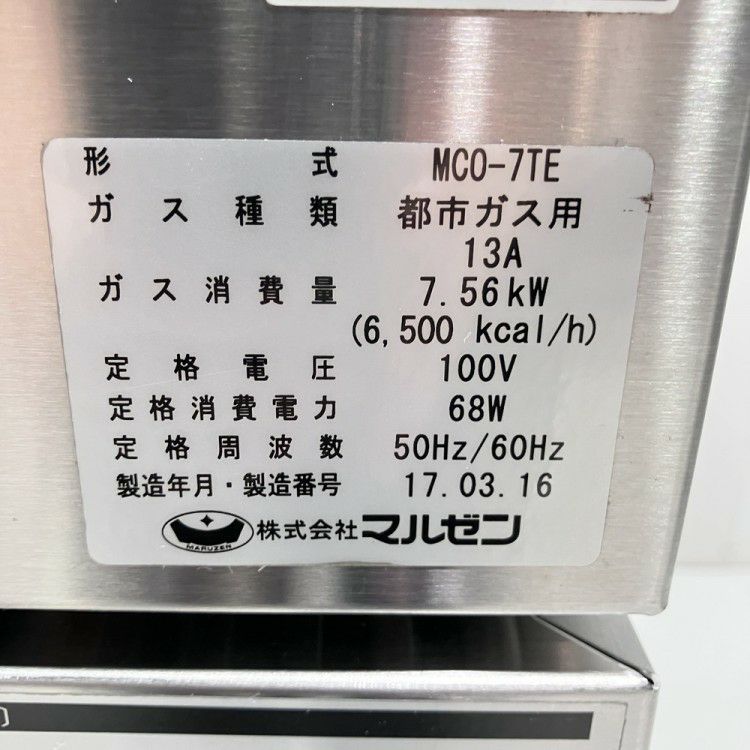 形式 MCO-7TE
ガス種類 都市ガス用
13A
ガス消費量 7.56kW
(6,500 kcal/h)
定格電圧 100V
定格消費電力 68W
定格周波数 50Hz/60Hz
製造年月・製造番号 17.03.16
MARUZEN 株式会社 マルゼン